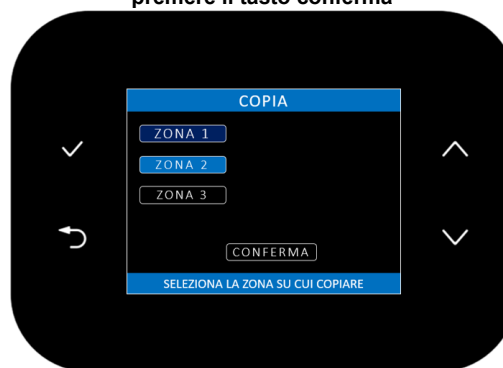 premere il tasto conferma
COPIA
ZONA 1
ZONA 2
ZONA 3
CONFERMA
SELEZIONA LA ZONA SU CUI COPIARE